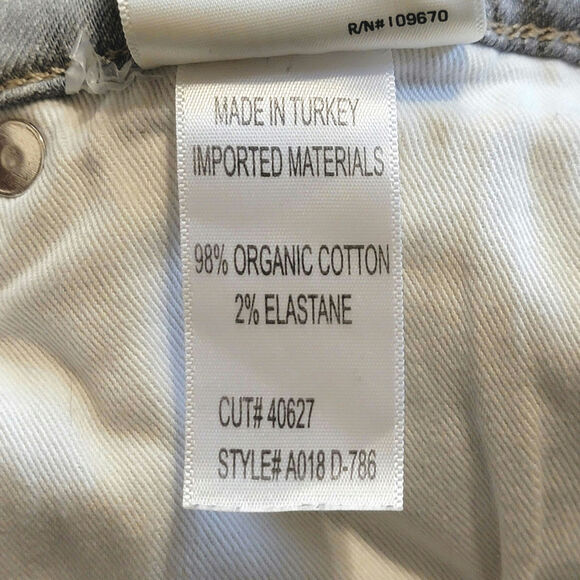 R/N#109670
MADE IN TURKEY
IMPORTED MATERIALS
98% ORGANIC COTTON
2% ELASTANE
CUT# 40627
STYLE# A018 D-786